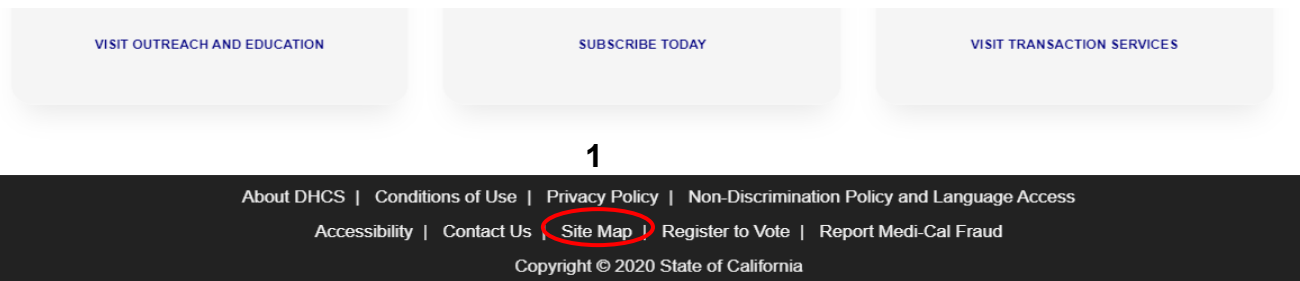 VISIT OUTREACH AND EDUCATION
SUBSCRIBE TODAY
VISIT TRANSACTION SERVICES
1
About DHCS | Conditions of Use | Privacy Policy | Non-Discrimination Policy and Language Access
Accessibility | Contact Us | Site Map | Register to Vote | Report Medi-Cal Fraud
Copyright © 2020 State of California